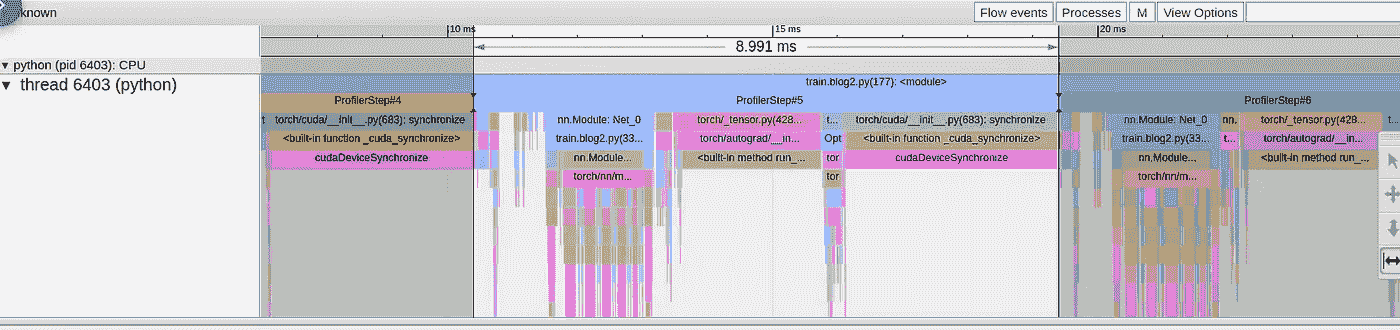 known Flow events Processes M View Options
10 ms 15 ms 20 ms
8.991 ms
▼ python (pid 6403): CPU
▼ thread 6403 (python) train.blog2.py(177): <module>
ProfilerStep#4 ProfilerStep#5 ProfilerStep#6
t torch/cuda/__init__.py(683): synchronize nn.Module: Net_0 torch/_tensor.py(428... t... torch/cuda/__init__.py(683): synchronize nn.Module: Net_0 nn. torch/_tensor.py(428... t...
<built-in function _cuda_synchronize> train.blog2.py(33... torch/autograd/__in... Opt <built-in function _cuda_synchronize> train.blog2.py(33... t... torch/autograd/__in...
cudaDeviceSynchronize nn.Module... <built-in method run_... tor cudaDeviceSynchronize nn.Module... <built-in method run_...
torch/nn/m... tor torch/nn/m...